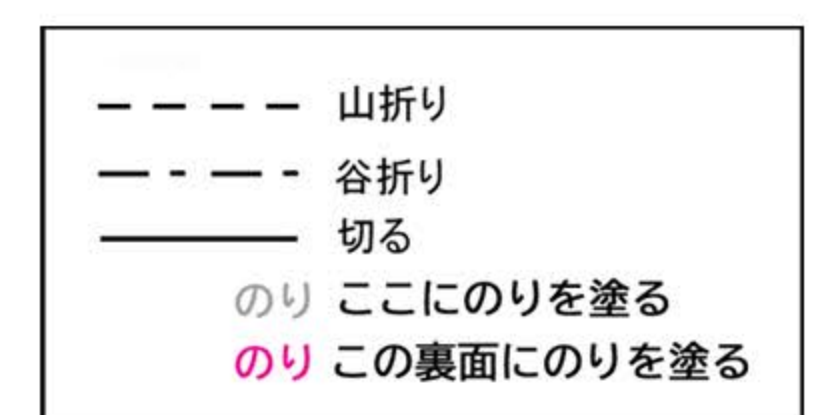 山折り
谷折り
切る
のり ここにのりを塗る
のり この裏面にのりを塗る